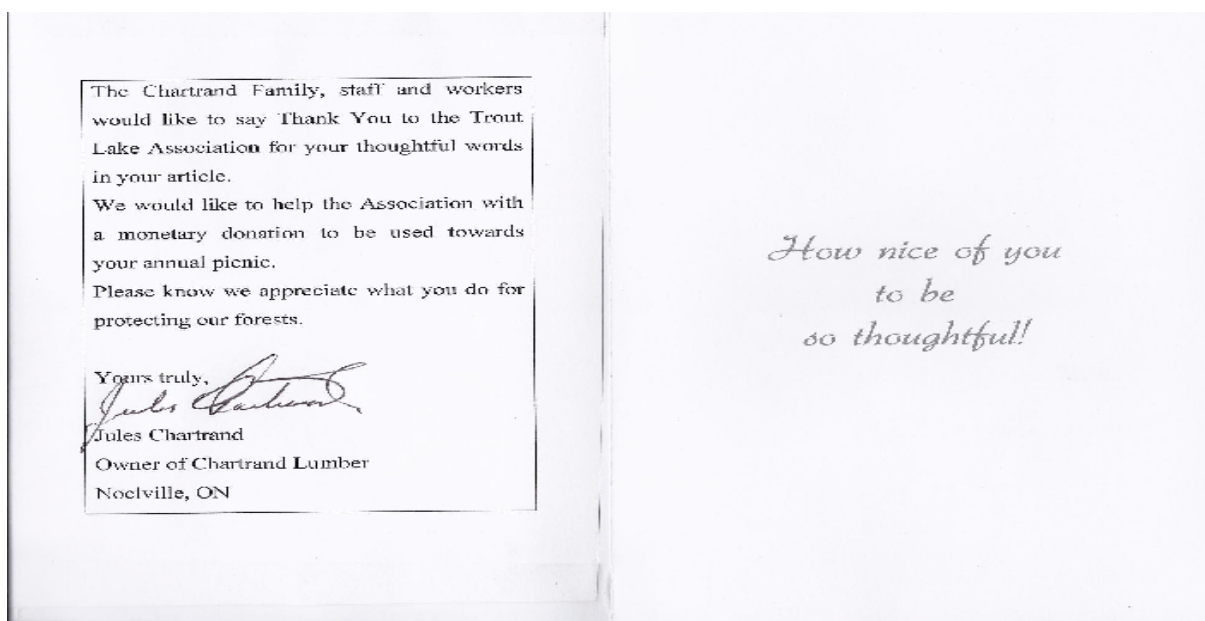 The Chartrand Family, staff and workers
would like to say Thank You to the Trout
Lake Association for your thoughtful words
in your article.
We would like to help the Association with
a monetary donation to be used towards
your annual picnic.
Please know we appreciate what you do for
protecting our forests.
Yours truly,
Jules Chartrand
Jules Chartrand
Owner of Chartrand Lumber
Noelville, ON
How nice of you
to be
so thoughtful!